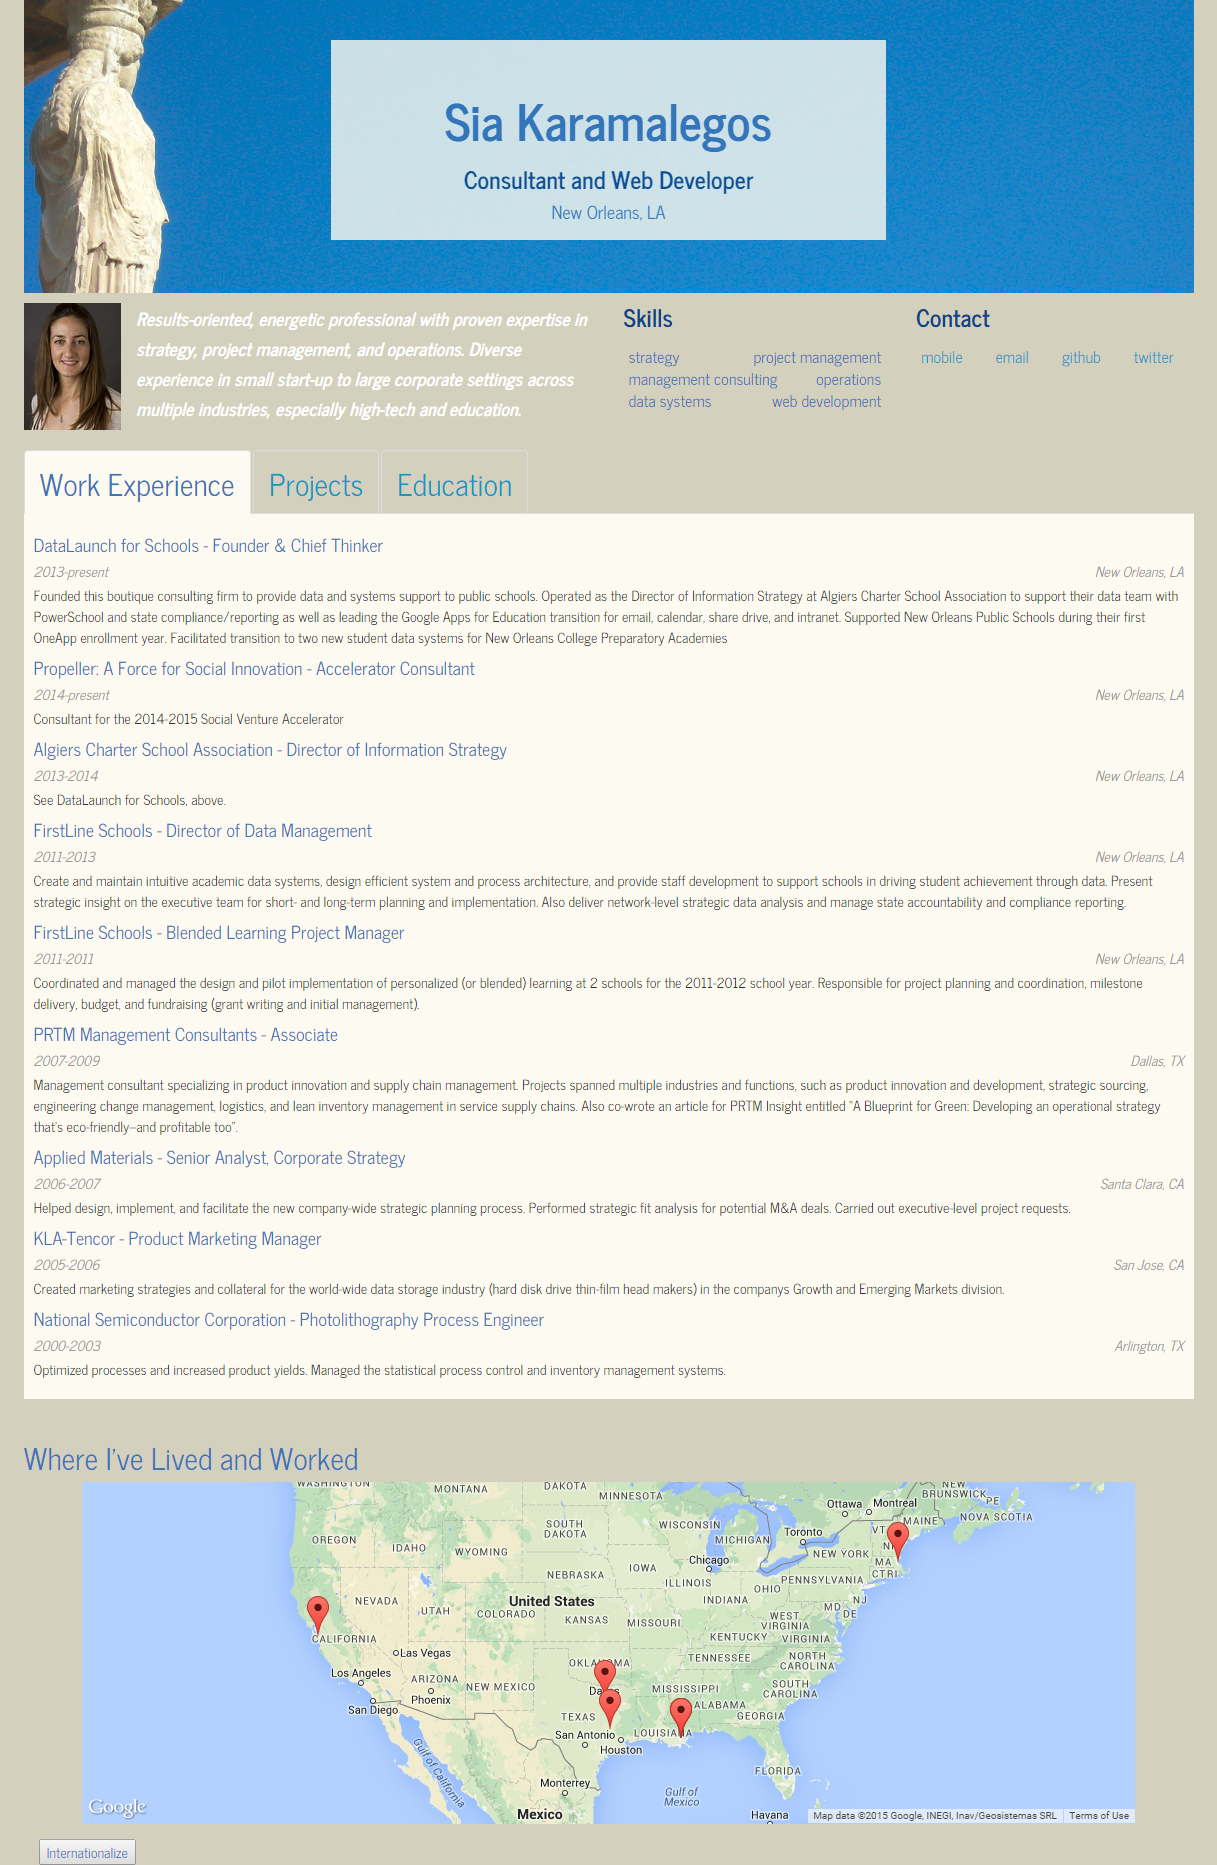 Sia Karamalegos
Consultant and Web Developer
New Orleans, LA
Results-oriented, energetic professional with proven expertise in
strategy, project management, and operations. Diverse
experience in small start-up to large corporate settings across
multiple industries, especially high-tech and education.
Skills
strategy project management
management consulting operations
data systems web development
Contact
mobile email github twitter
Work Experience Projects Education
DataLaunch for Schools - Founder & Chief Thinker
2013-present New Orleans, LA
Founded this boutique consulting firm to provide data and systems support to public schools. Operated as the Director of Information Strategy at Algiers Charter School Association to support their data team with
PowerSchool and state compliance/reporting as well as leading the Google Apps for Education transition for email, calendar, share drive, and intranet. Supported New Orleans Public Schools during their first
OneApp enrollment year. Facilitated transition to two new student data systems for New Orleans College Preparatory Academies
Propeller: A Force for Social Innovation - Accelerator Consultant
2014-present New Orleans, LA
Consultant for the 2014-2015 Social Venture Accelerator
Algiers Charter School Association - Director of Information Strategy
2013-2014 New Orleans, LA
See DataLaunch for Schools, above.
FirstLine Schools - Director of Data Management
2011-2013 New Orleans, LA
Create and maintain intuitive academic data systems, design efficient system and process architecture, and provide staff development to support schools in driving student achievement through data. Present
strategic insight on the executive team for short- and long-term planning and implementation. Also deliver network-level strategic data analysis and manage state accountability and compliance reporting.
FirstLine Schools - Blended Learning Project Manager
2011-2011 New Orleans, LA
Coordinated and managed the design and pilot implementation of personalized (or blended) learning at 2 schools for the 2011-2012 school year. Responsible for project planning and coordination, milestone
delivery, budget, and fundraising (grant writing and initial management).
PRTM Management Consultants - Associate
2007-2009 Dallas, TX
Management consultant specializing in product innovation and supply chain management. Projects spanned multiple industries and functions, such as product innovation and development, strategic sourcing,
engineering change management, logistics, and lean inventory management in service supply chains. Also co-wrote an article for PRTM Insight entitled "A Blueprint for Green: Developing an operational strategy
that's eco-friendly—and profitable too".
Applied Materials - Senior Analyst, Corporate Strategy
2006-2007 Santa Clara, CA
Helped design, implement, and facilitate the new company-wide strategic planning process. Performed strategic fit analysis for potential M&A deals. Carried out executive-level project requests.
KLA-Tencor - Product Marketing Manager
2005-2006 San Jose, CA
Created marketing strategies and collateral for the world-wide data storage industry (hard disk drive thin-film head makers) in the companys Growth and Emerging Markets division.
National Semiconductor Corporation - Photolithography Process Engineer
2000-2003 Arlington, TX
Optimized processes and increased product yields. Managed the statistical process control and inventory management systems.
Where I've Lived and Worked
WASHINGTON
MONTANA
DAKOTA
MINNESOTA
Ottawa
Montreal
NEW
BRUNSWICK
PE
NOVA SCOTIA
MAINE
VT
OREGON
IDAHO
WYOMING
SOUTH
DAKOTA
WISCONSIN
MICHIGAN
Toronto
NEW YORK
MA
CT RI
Chicago
IOWA
NEBRASKA
ILLINOIS
INDIANA
OHIO
PENNSYLVANIA
NJ
MD
DE
NEVADA
UTAH
COLORADO
United States
KANSAS
MISSOURI
WEST
VIRGINIA
KENTUCKY
VIRGINIA
CALIFORNIA
Las Vegas
Los Angeles
ARIZONA
Phoenix
NEW MEXICO
San Diego
OKLAHOMA
TENNESSEE
NORTH
CAROLINA
SOUTH
CAROLINA
Dallas
MISSISSIPPI
ALABAMA
GEORGIA
TEXAS
San Antonio
Houston
LOUISIANA
FLORIDA
Gulf of California
Monterrey
Gulf of
Mexico
Mexico
Havana
Google
Map data ©2015 Google, INEGI, Inav/Geosistemas SRL Terms of Use
Internationalize